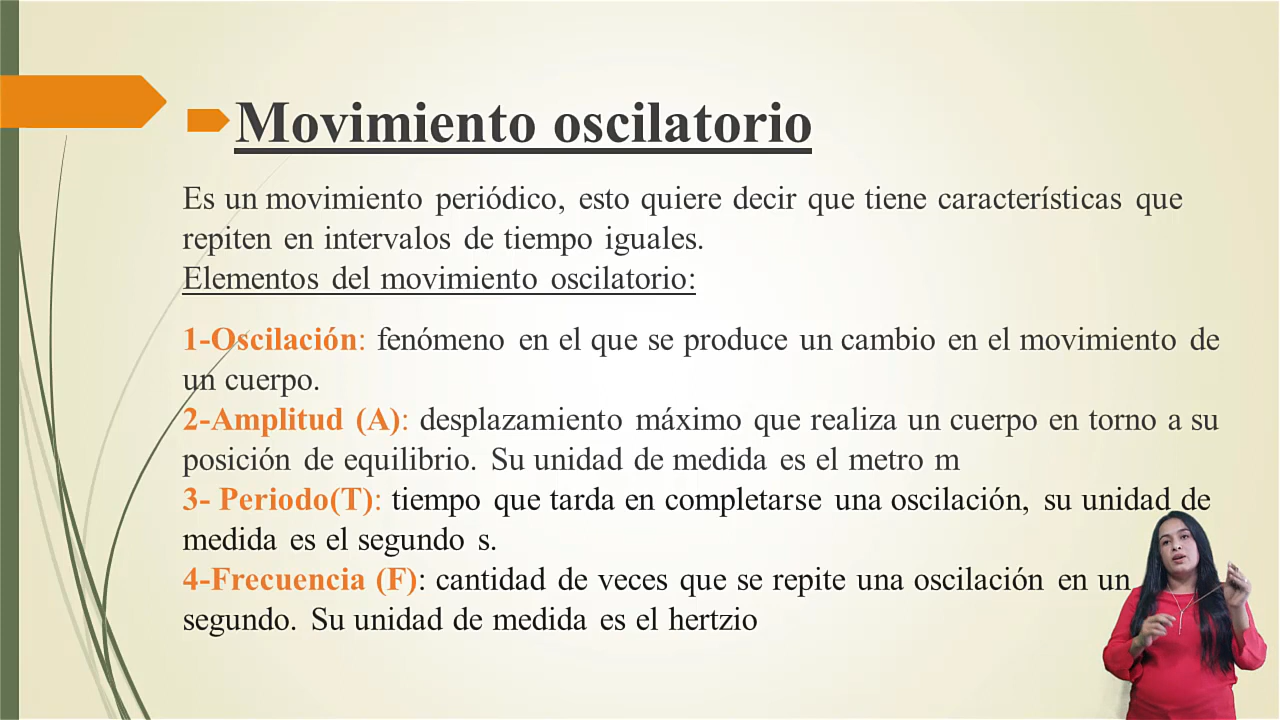 Movimiento oscilatorio
Es un movimiento periódico, esto quiere decir que tiene características que
repiten en intervalos de tiempo iguales.
Elementos del movimiento oscilatorio:
1-Oscilación: fenómeno en el que se produce un cambio en el movimiento de
un cuerpo.
2-Amplitud (A): desplazamiento máximo que realiza un cuerpo en torno a su
posición de equilibrio. Su unidad de medida es el metro m
3- Periodo(T): tiempo que tarda en completarse una oscilación, su unidad de
medida es el segundo s.
4-Frecuencia (F): cantidad de veces que se repite una oscilación en un
segundo. Su unidad de medida es el hertzio